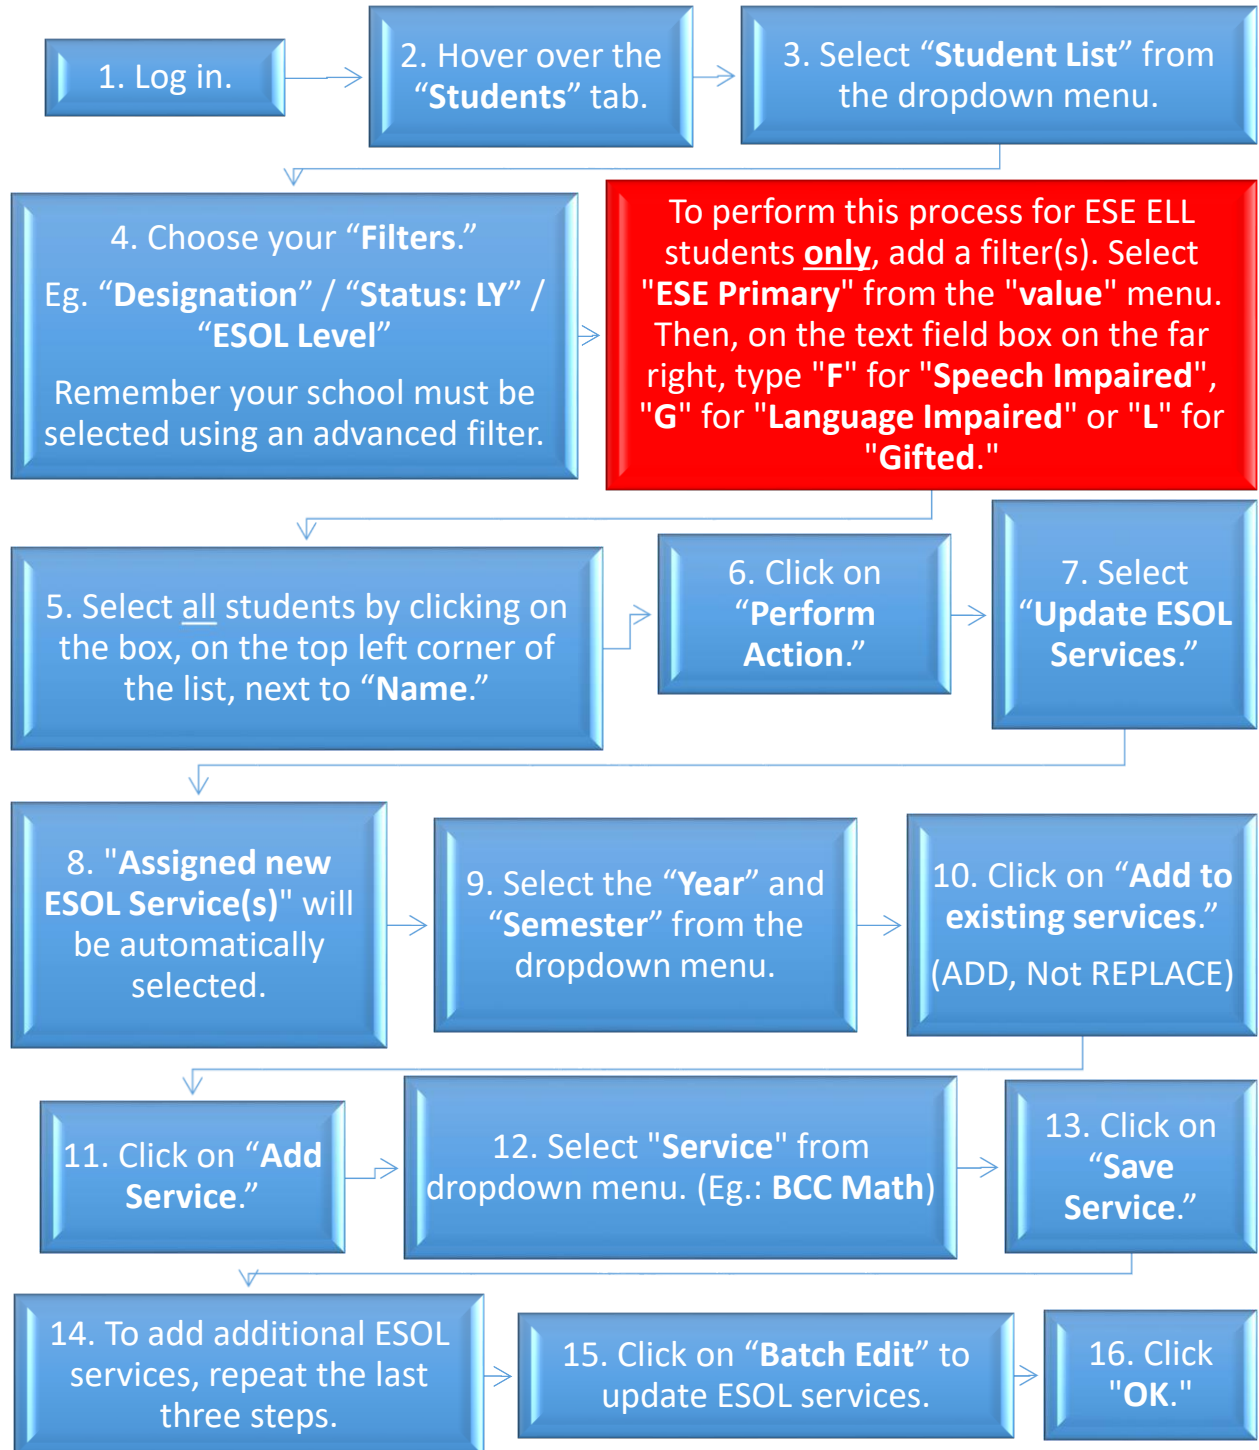 1. Log in.
2. Hover over the
“Students” tab.
3. Select “Student List” from
the dropdown menu.
4. Choose your “Filters.”
Eg. “Designation” / “Status: LY” /
“ESOL Level”
Remember your school must be
selected using an advanced filter.
To perform this process for ESE ELL
students only, add a filter(s). Select
"ESE Primary" from the "value" menu.
Then, on the text field box on the far
right, type "F" for "Speech Impaired",
"G" for "Language Impaired" or "L" for
"Gifted."
5. Select all students by clicking on
the box, on the top left corner of
the list, next to “Name.”
6. Click on
“Perform
Action.”
7. Select
“Update ESOL
Services.”
8. "Assigned new
ESOL Service(s)" will
be automatically
selected.
9. Select the “Year” and
“Semester” from the
dropdown menu.
10. Click on “Add to
existing services.”
(ADD, Not REPLACE)
11. Click on “Add
Service.”
12. Select "Service" from
dropdown menu. (Eg.: BCC Math)
13. Click on
“Save
Service.”
14. To add additional ESOL
services, repeat the last
three steps.
15. Click on “Batch Edit” to
update ESOL services.
16. Click
"OK."